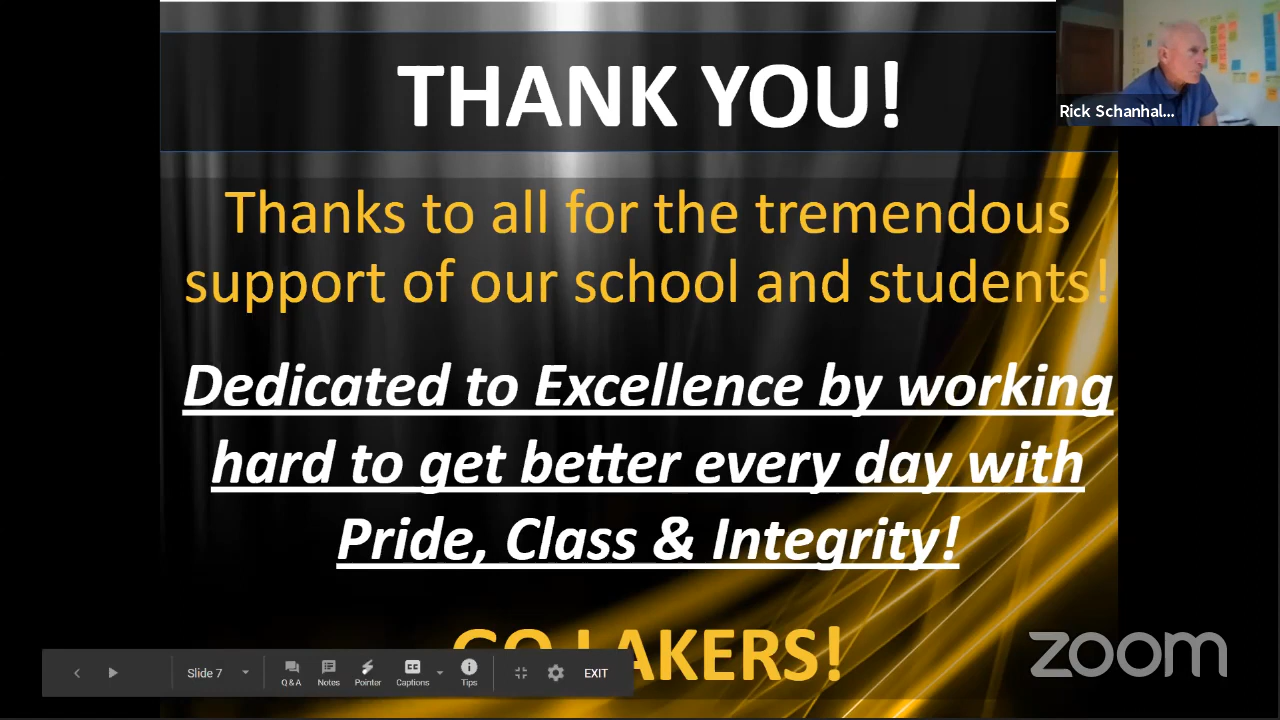 THANK YOU!
Rick Schanhal...
Thanks to all for the tremendous
support of our school and students!
Dedicated to Excellence by working
hard to get better every day with
Pride, Class & Integrity!
GO LAKERS!
Slide 7
Q&A
Notes
Pointer
Captions
Tips
EXIT
zoom